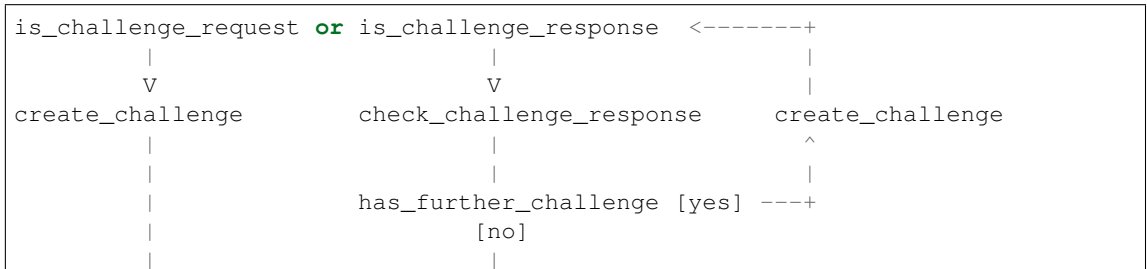 is_challenge_request or is_challenge_response <-------+
| | |
V V |
create_challenge check_challenge_response create_challenge
| | ^
| | |
| has_further_challenge [yes] ---+
| [no]
| |